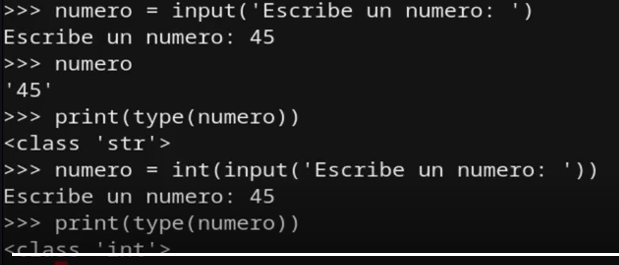 >>> numero = input('Escribe un numero: ')
Escribe un numero: 45
>>> numero
'45'
>>> print(type(numero))
<class 'str'>
>>> numero = int(input('Escribe un numero: '))
Escribe un numero: 45
>>> print(type(numero))
<class 'int'>